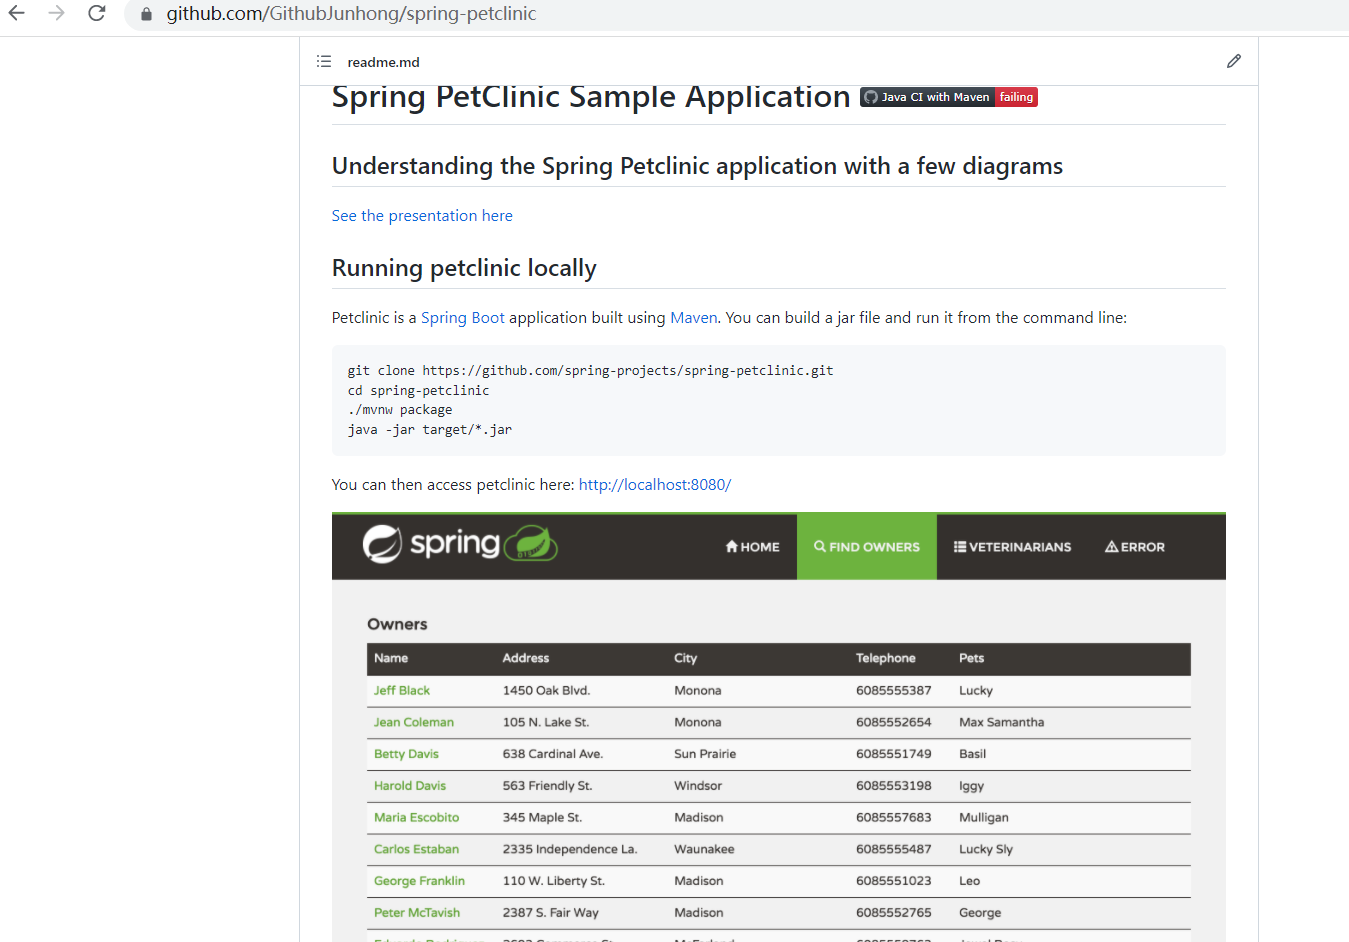 github.com/GithubJunhong/spring-petclinic
readme.md
Spring PetClinic Sample Application Java CI with Maven failing
Understanding the Spring Petclinic application with a few diagrams
See the presentation here
Running petclinic locally
Petclinic is a Spring Boot application built using Maven. You can build a jar file and run it from the command line:
git clone https://github.com/spring-projects/spring-petclinic.git
cd spring-petclinic
./mvnw package
java -jar target/*.jar
You can then access petclinic here: http://localhost:8080/
spring HOME FIND OWNERS VETERINARIANS ERROR
Owners
Name Address City Telephone Pets
Jeff Black 1450 Oak Blvd. Monona 6085555387 Lucky
Jean Coleman 105 N. Lake St. Monona 6085552654 Max Samantha
Betty Davis 638 Cardinal Ave. Sun Prairie 6085551749 Basil
Harold Davis 563 Friendly St. Windsor 6085553198 Iggy
Maria Escobito 345 Maple St. Madison 6085557683 Mulligan
Carlos Estaban 2335 Independence La. Waunakee 6085555487 Lucky Sly
George Franklin 110 W. Liberty St. Madison 6085551023 Leo
Peter McTavish 2387 S. Fair Way Madison 6085552765 George